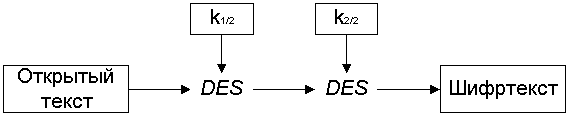 k1/2
k2/2
Открытый
текст
DES
DES
Шифртекст